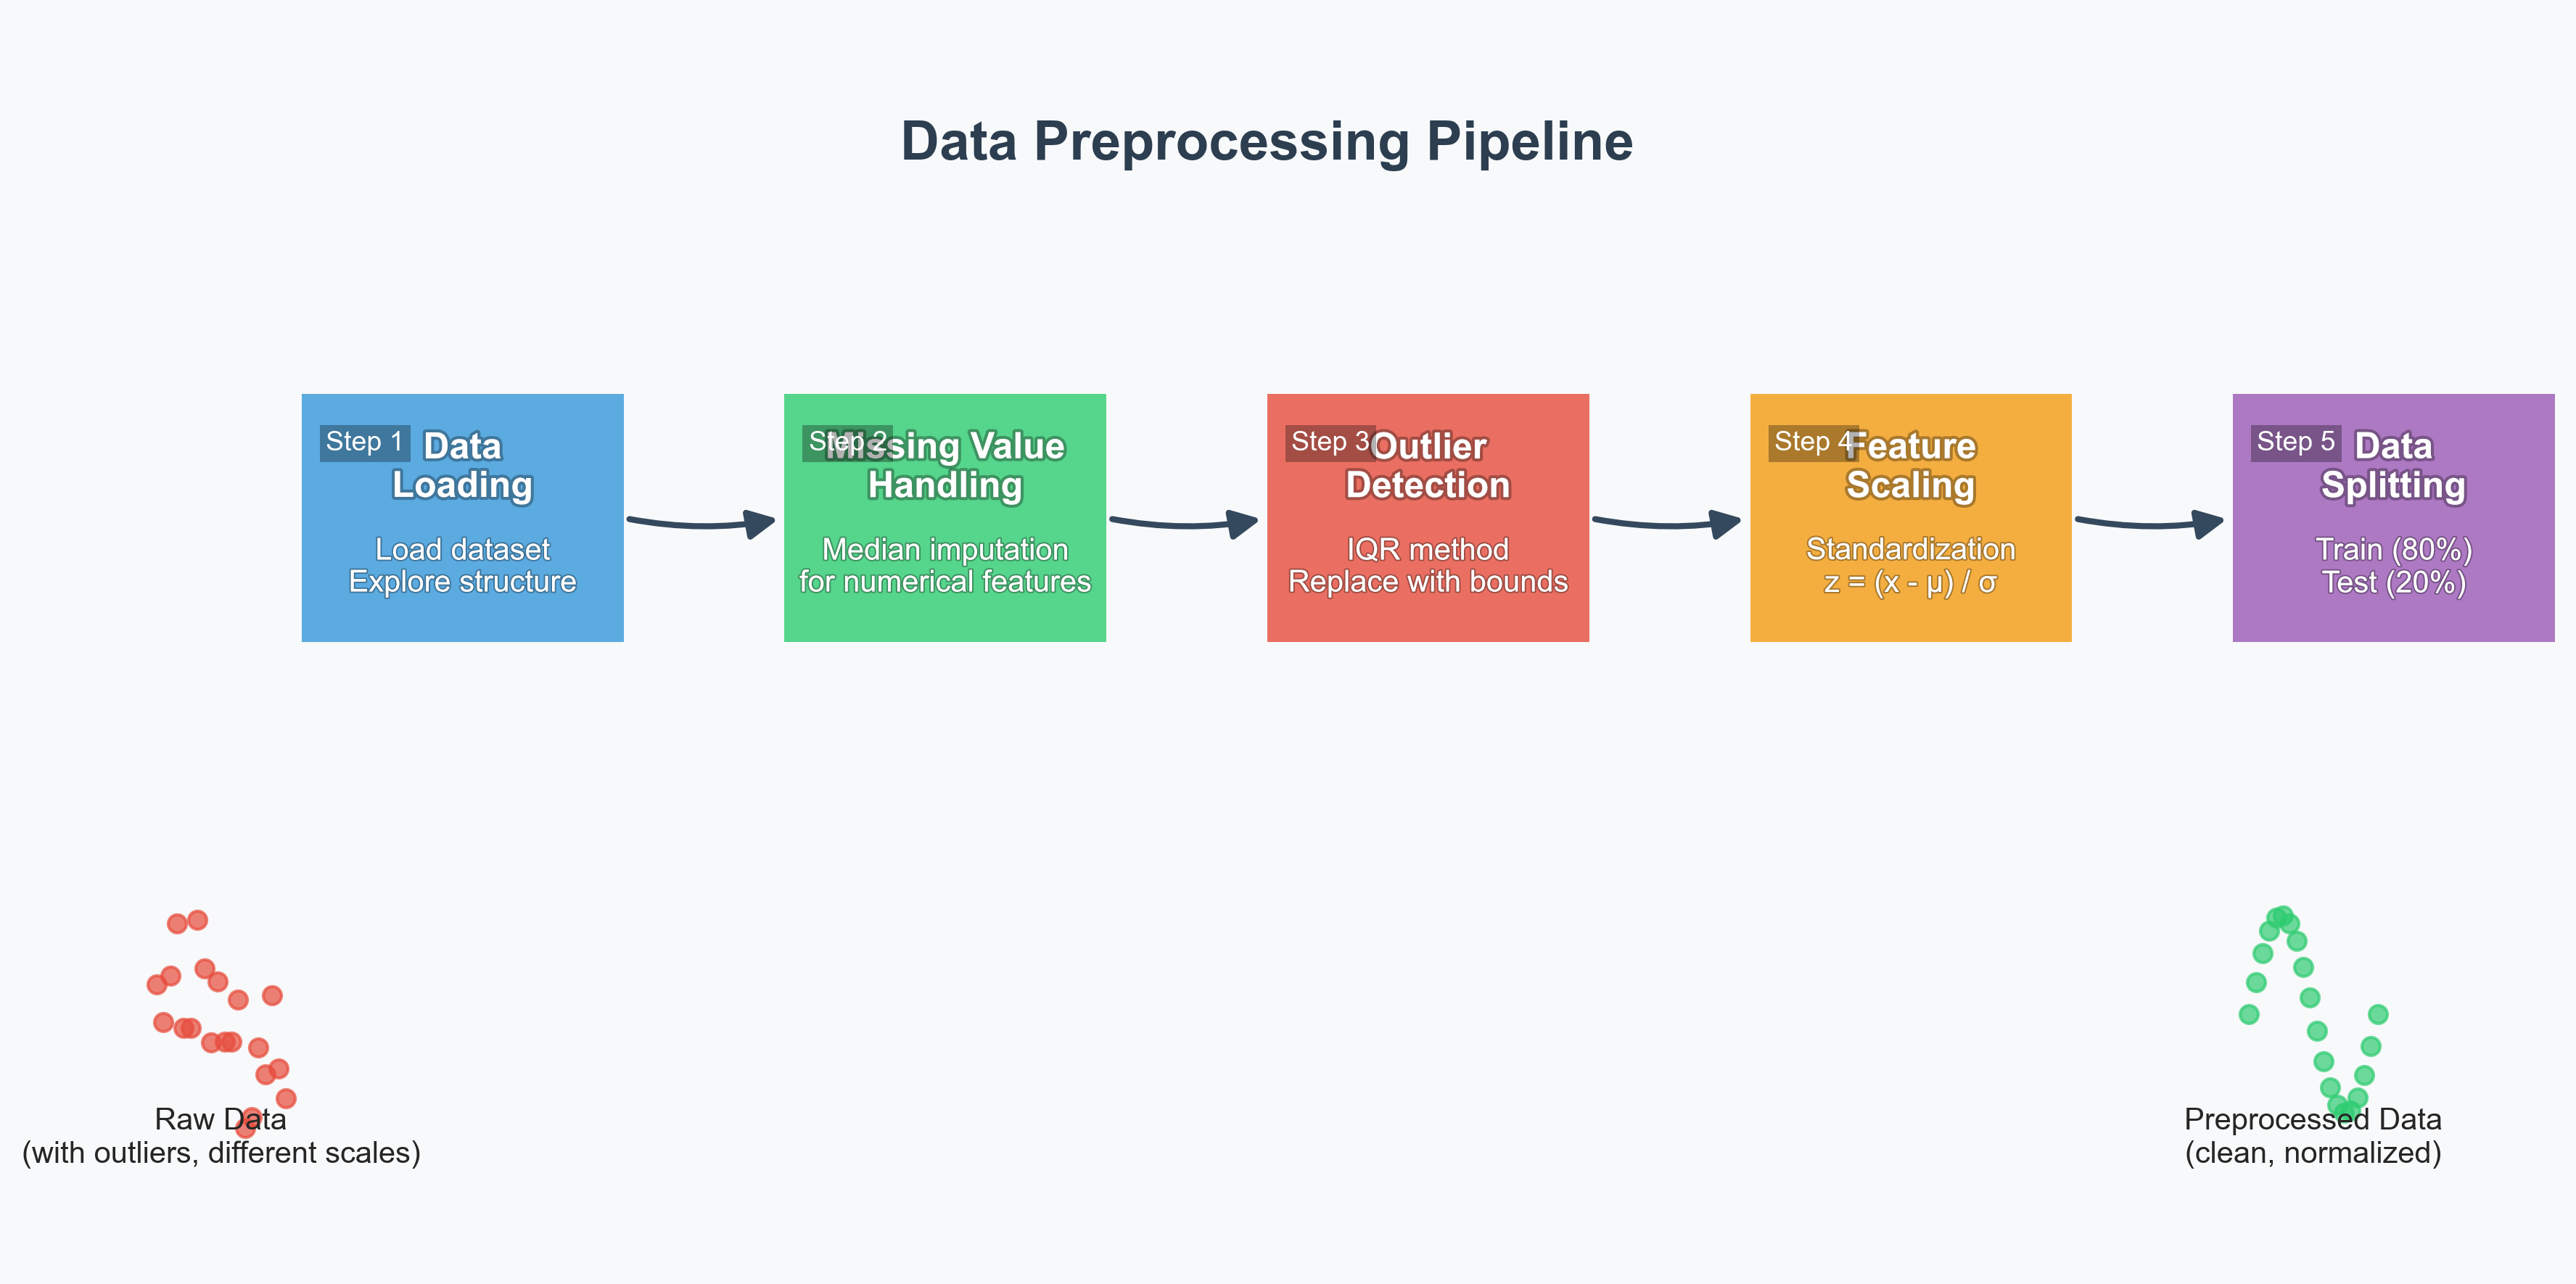 Data Preprocessing Pipeline
Step 1
Data
Loading
Load dataset
Explore structure
Step 2
Missing Value
Handling
Median imputation
for numerical features
Step 3
Outlier
Detection
IQR method
Replace with bounds
Step 4
Feature
Scaling
Standardization
z = (x - μ) / σ
Step 5
Data
Splitting
Train (80%)
Test (20%)
Raw Data
(with outliers, different scales)
Preprocessed Data
(clean, normalized)